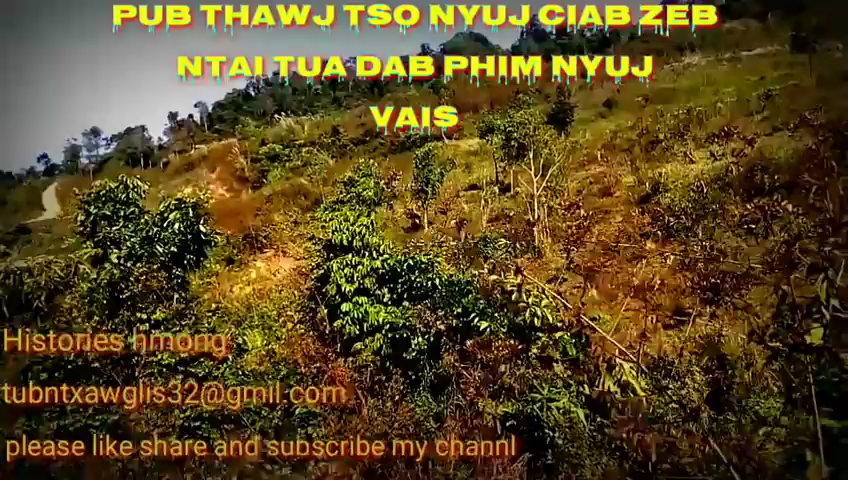 PUB THAWJ TSO NYUJ CIAB ZEB
NTAI TUA DAB PHIM NYUJ
VAIS
Histories hmong
tubntxawglis32@gmil.com
please like share and subscribe my channl